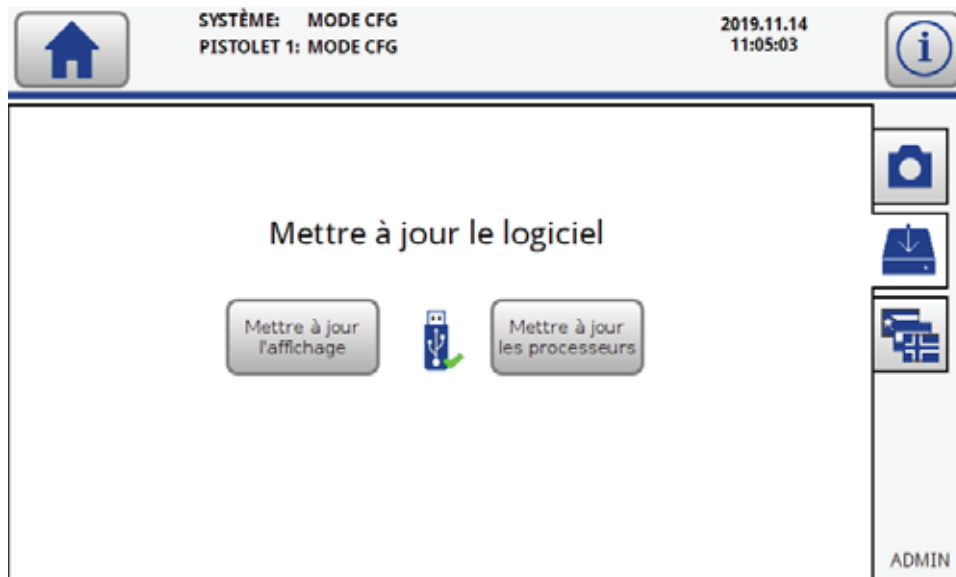 SYSTÈME: MODE CFG
PISTOLET 1: MODE CFG
2019.11.14
11:05:03
Mettre à jour le logiciel
Mettre à jour
l'affichage
Mettre à jour
les processeurs
ADMIN